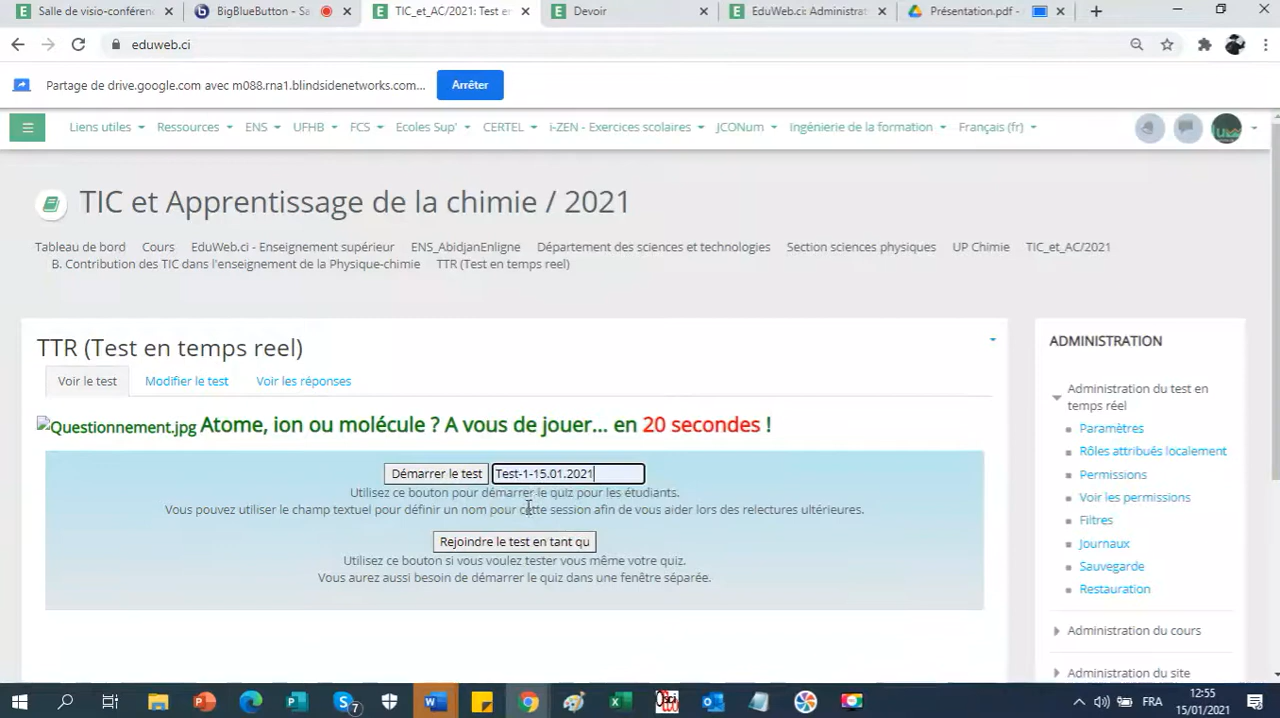 Salle de visio-conféren
BigBlueButton - Sa
TIC_et_AC/2021: Test en
Devoir
EduWeb.ci: Administrat
Présentation.pdf -
eduweb.ci
Partage de drive.google.com avec m088.rna1.blindsidenetworks.com...
Arrêter
Liens utiles Ressources ENS UFHB FCS Ecoles Sup' CERTEL i-ZEN - Exercices scolaires JCONum Ingénierie de la formation Français (fr)
TIC et Apprentissage de la chimie / 2021
Tableau de bord Cours EduWeb.ci - Enseignement supérieur ENS_AbidjanEnligne Département des sciences et technologies Section sciences physiques UP Chimie TIC_et_AC/2021
B. Contribution des TIC dans l'enseignement de la Physique-chimie TTR (Test en temps reel)
TTR (Test en temps reel)
Voir le test Modifier le test Voir les réponses
Questionnement.jpg Atome, ion ou molécule ? A vous de jouer... en 20 secondes !
Démarrer le test Test-1-15.01.2021
Utilisez ce bouton pour démarrer le quiz pour les étudiants.
Vous pouvez utiliser le champ textuel pour définir un nom pour cette session afin de vous aider lors des relectures ultérieures.
Rejoindre le test en tant qu
Utilisez ce bouton si vous voulez tester vous même votre quiz.
Vous aurez aussi besoin de démarrer le quiz dans une fenêtre séparée.
ADMINISTRATION
Administration du test en
temps réel
Paramètres
Rôles attribués localement
Permissions
Voir les permissions
Filtres
Journaux
Sauvegarde
Restauration
Administration du cours
Administration du site
7
FRA
12:55
15/01/2021